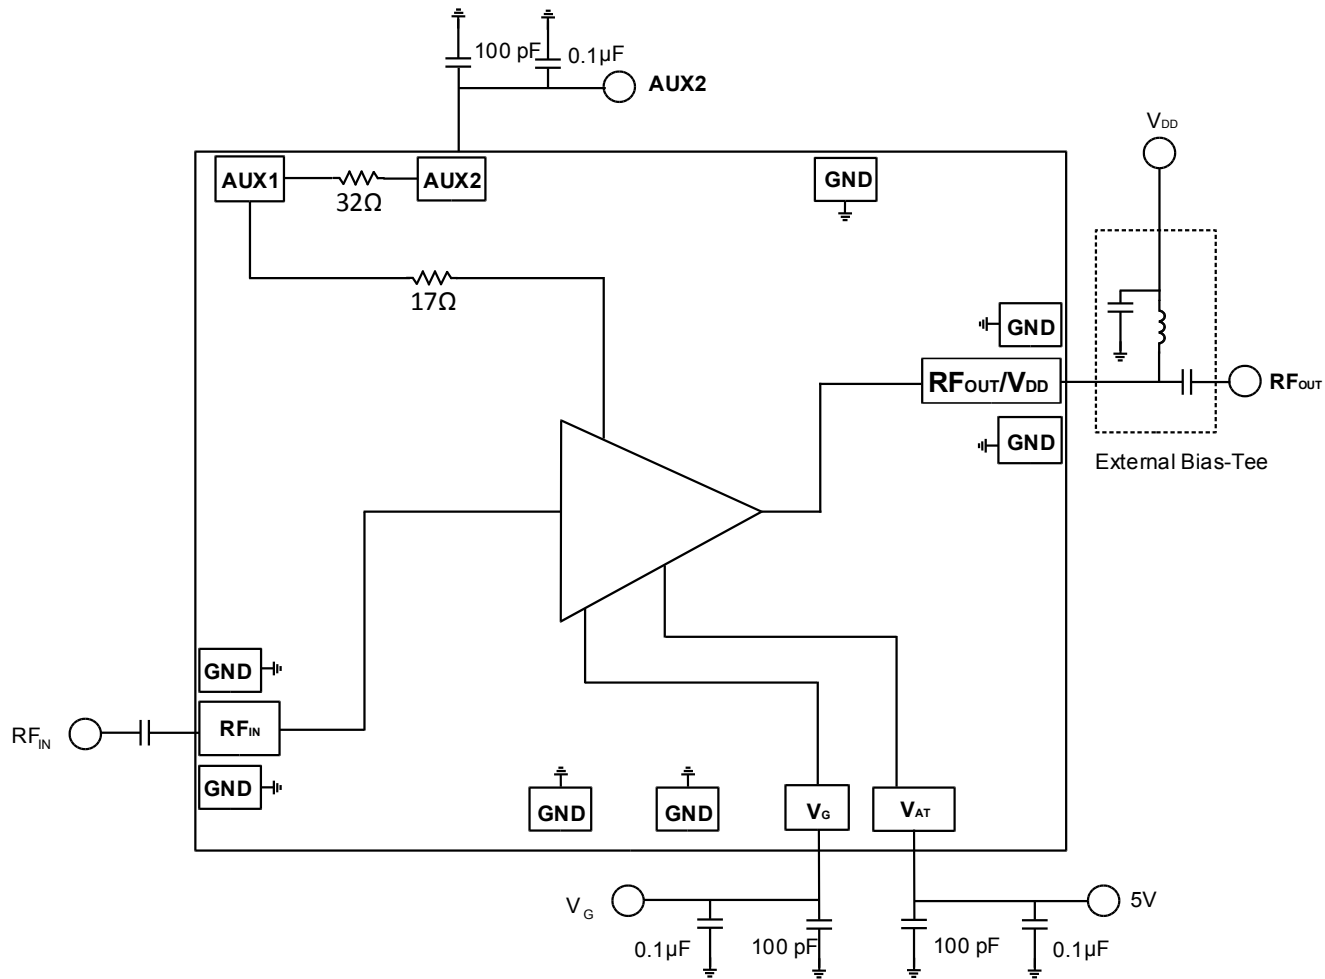 100 pF
0.1µF
AUX2
VDD
AUX1
AUX2
GND
32Ω
17Ω
GND
RFOUT/VDD
RFOUT
GND
External Bias-Tee
GND
RFIN
RFIN
GND
GND
GND
VG
VAT
VG
5V
0.1µF
100 pF
100 pF
0.1µF